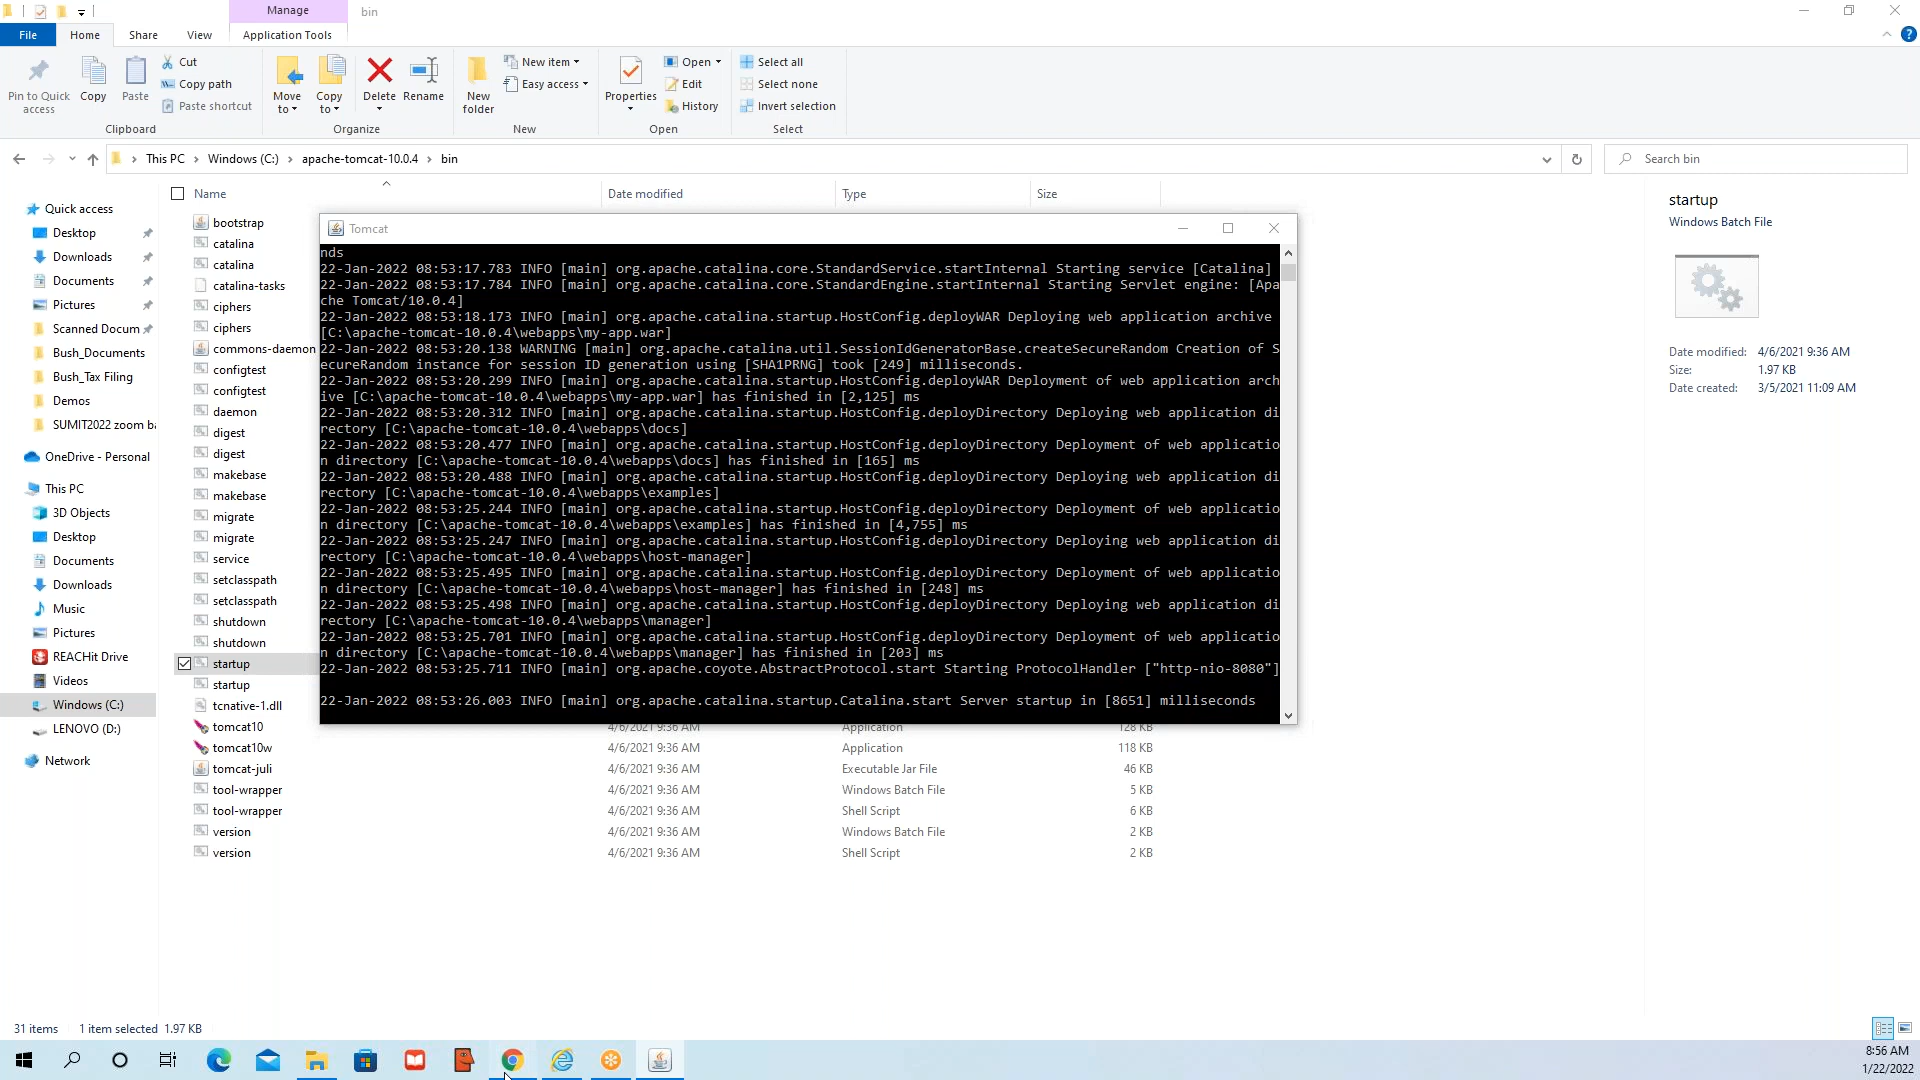 Manage
bin
File
Home
Share
View
Application Tools
Pin to Quick access
Copy
Paste
Cut
Copy path
Paste shortcut
Clipboard
Move to
Copy to
Delete
Rename
Organize
New folder
New item
Easy access
New
Properties
Open
Edit
History
Open
Select all
Select none
Invert selection
Select
This PC > Windows (C:) > apache-tomcat-10.0.4 > bin
Search bin
Quick access
Desktop
Downloads
Documents
Pictures
Scanned Docum
Bush_Documents
Bush_Tax Filing
Demos
SUMIT2022 zoom ba
OneDrive - Personal
This PC
3D Objects
Desktop
Documents
Downloads
Music
Pictures
REACHit Drive
Videos
Windows (C:)
LENOVO (D:)
Network
Name
Date modified
Type
Size
bootstrap
catalina
catalina
catalina-tasks
ciphers
ciphers
commons-daemon
configtest
configtest
daemon
digest
digest
makebase
makebase
migrate
migrate
service
setclasspath
setclasspath
shutdown
shutdown
startup
startup
tcnative-1.dll
tomcat10 4/6/2021 9:36 AM Application 128 KB
tomcat10w 4/6/2021 9:36 AM Application 118 KB
tomcat-juli 4/6/2021 9:36 AM Executable Jar File 46 KB
tool-wrapper 4/6/2021 9:36 AM Windows Batch File 5 KB
tool-wrapper 4/6/2021 9:36 AM Shell Script 6 KB
version 4/6/2021 9:36 AM Windows Batch File 2 KB
version 4/6/2021 9:36 AM Shell Script 2 KB
Tomcat
nds
22-Jan-2022 08:53:17.783 INFO [main] org.apache.catalina.core.StandardService.startInternal Starting service [Catalina]
22-Jan-2022 08:53:17.784 INFO [main] org.apache.catalina.core.StandardEngine.startInternal Starting Servlet engine: [Apa
che Tomcat/10.0.4]
22-Jan-2022 08:53:18.173 INFO [main] org.apache.catalina.startup.HostConfig.deployWAR Deploying web application archive
[C:\apache-tomcat-10.0.4\webapps\my-app.war]
22-Jan-2022 08:53:20.138 WARNING [main] org.apache.catalina.util.SessionIdGeneratorBase.createSecureRandom Creation of S
ecureRandom instance for session ID generation using [SHA1PRNG] took [249] milliseconds.
22-Jan-2022 08:53:20.299 INFO [main] org.apache.catalina.startup.HostConfig.deployWAR Deployment of web application arch
ive [C:\apache-tomcat-10.0.4\webapps\my-app.war] has finished in [2,125] ms
22-Jan-2022 08:53:20.312 INFO [main] org.apache.catalina.startup.HostConfig.deployDirectory Deploying web application di
rectory [C:\apache-tomcat-10.0.4\webapps\docs]
22-Jan-2022 08:53:20.477 INFO [main] org.apache.catalina.startup.HostConfig.deployDirectory Deployment of web applicatio
n directory [C:\apache-tomcat-10.0.4\webapps\docs] has finished in [165] ms
22-Jan-2022 08:53:20.488 INFO [main] org.apache.catalina.startup.HostConfig.deployDirectory Deploying web application di
rectory [C:\apache-tomcat-10.0.4\webapps\examples]
22-Jan-2022 08:53:25.244 INFO [main] org.apache.catalina.startup.HostConfig.deployDirectory Deployment of web applicatio
n directory [C:\apache-tomcat-10.0.4\webapps\examples] has finished in [4,755] ms
22-Jan-2022 08:53:25.247 INFO [main] org.apache.catalina.startup.HostConfig.deployDirectory Deploying web application di
rectory [C:\apache-tomcat-10.0.4\webapps\host-manager]
22-Jan-2022 08:53:25.495 INFO [main] org.apache.catalina.startup.HostConfig.deployDirectory Deployment of web applicatio
n directory [C:\apache-tomcat-10.0.4\webapps\host-manager] has finished in [248] ms
22-Jan-2022 08:53:25.498 INFO [main] org.apache.catalina.startup.HostConfig.deployDirectory Deploying web application di
rectory [C:\apache-tomcat-10.0.4\webapps\manager]
22-Jan-2022 08:53:25.701 INFO [main] org.apache.catalina.startup.HostConfig.deployDirectory Deployment of web applicatio
n directory [C:\apache-tomcat-10.0.4\webapps\manager] has finished in [203] ms
22-Jan-2022 08:53:25.711 INFO [main] org.apache.coyote.AbstractProtocol.start Starting ProtocolHandler ["http-nio-8080"]
22-Jan-2022 08:53:26.003 INFO [main] org.apache.catalina.startup.Catalina.start Server startup in [8651] milliseconds
startup
Windows Batch File
Date modified: 4/6/2021 9:36 AM
Size: 1.97 KB
Date created: 3/5/2021 11:09 AM
31 items
1 item selected 1.97 KB
8:56 AM
1/22/2022